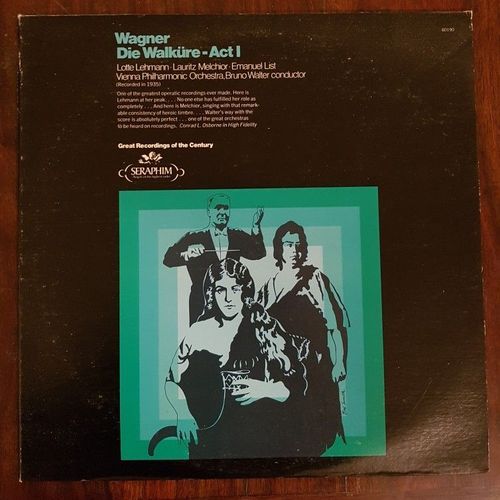 60190
Wagner
Die Walküre-Act I
Lotte Lehmann · Lauritz Melchior · Emanuel List
Vienna Philharmonic Orchestra, Bruno Walter conductor
(Recorded in 1935)
One of the greatest operatic recordings ever made. Here is
Lehmann at her peak. . . . No one else has fulfilled her role as
completely . . . And here is Melchior, singing with that remark-
able consistency of heroic timbre. . . . Walter's way with the
score is absolutely perfect . . . one of the great orchestras
to be heard on recordings. Conrad L. Osborne in High Fidelity
Great Recordings of the Century
SERAPHIM